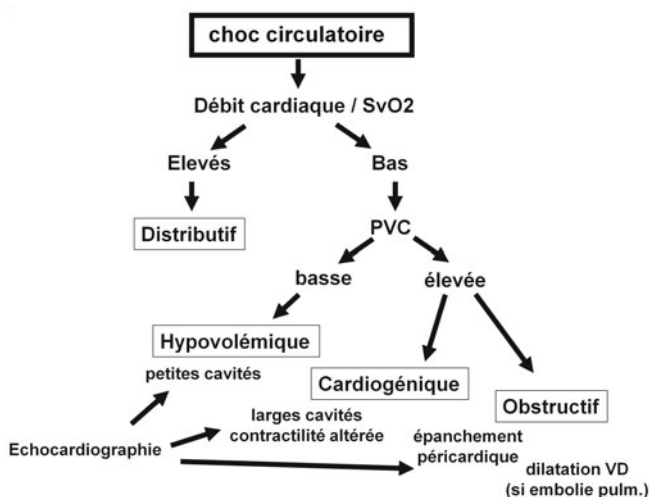 choc circulatoire
Débit cardiaque / SvO2
Elevés
Bas
Distributif
PVC
basse
élevée
Hypovolémique
petites cavités
Cardiogénique
Obstructif
larges cavités
contractilité altérée
Echocardiographie
épanchement
péricardique
dilatation VD
(si embolie pulm.)